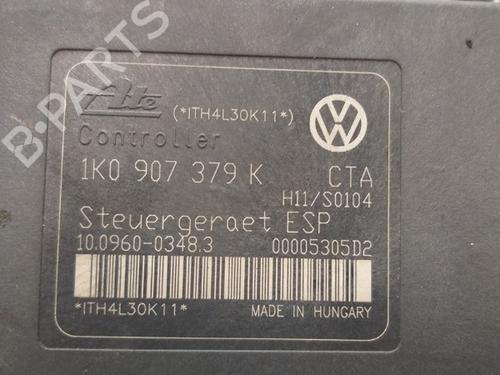 B-PARTS
Ate (*ITH4L30K11*)
Controller
1K0 907 379 K CTA
H11/S0104
Steuergeraet ESP
10.0960-0348.3 00005305D2
*ITH4L30K11* MADE IN HUNGARY